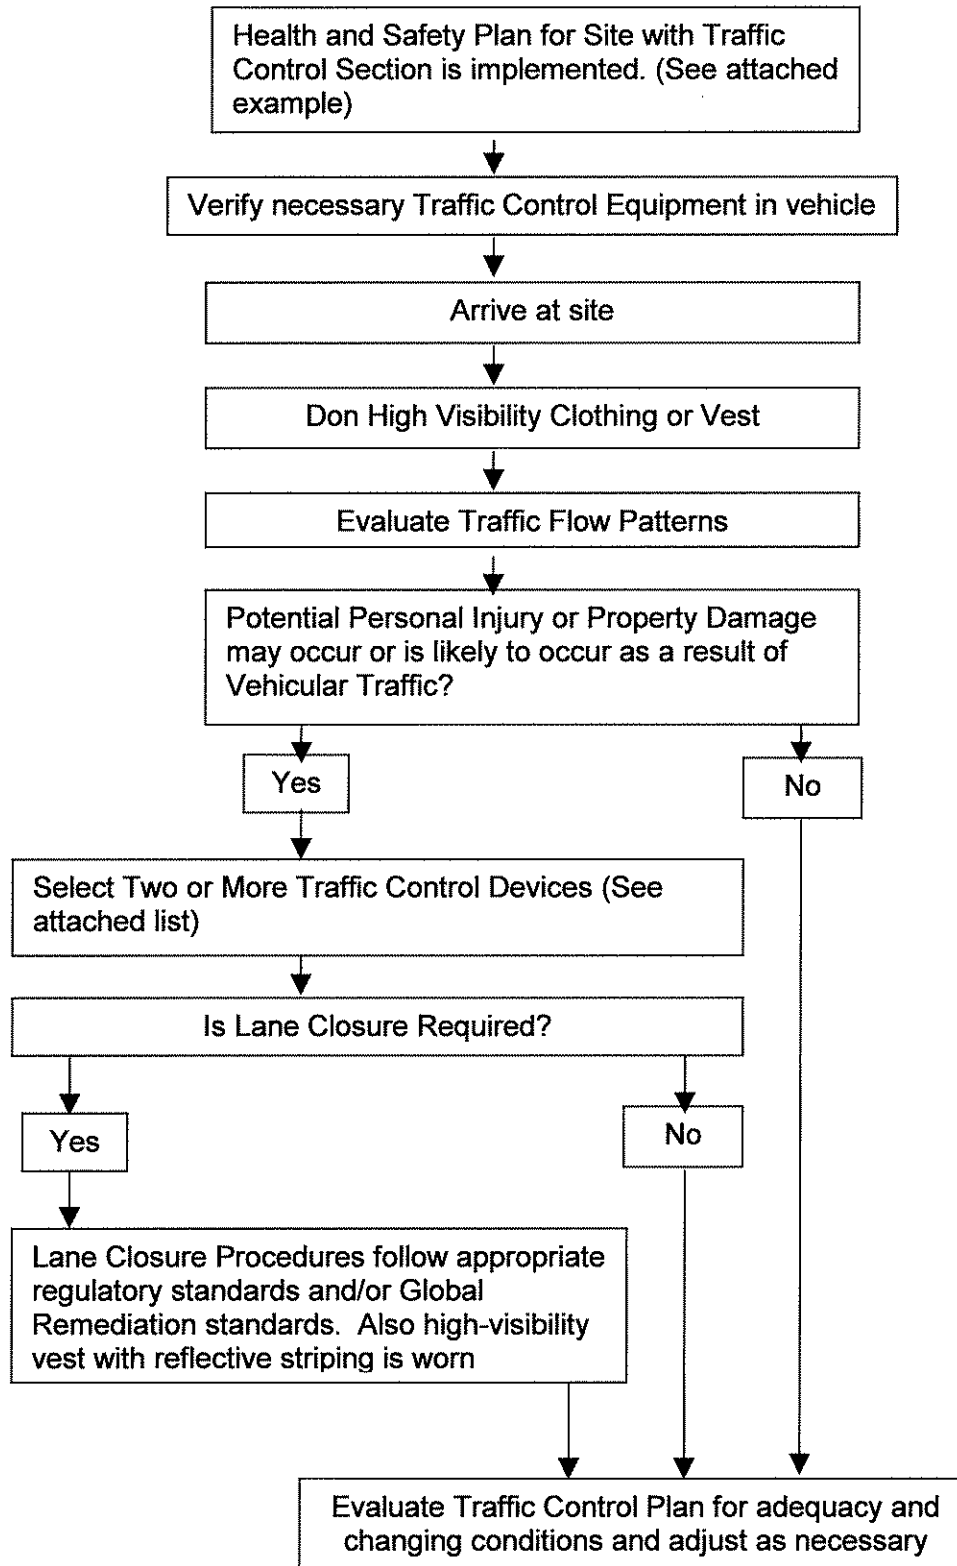 Health and Safety Plan for Site with Traffic
Control Section is implemented. (See attached
example)
Verify necessary Traffic Control Equipment in vehicle
Arrive at site
Don High Visibility Clothing or Vest
Evaluate Traffic Flow Patterns
Potential Personal Injury or Property Damage
may occur or is likely to occur as a result of
Vehicular Traffic?
Yes
No
Select Two or More Traffic Control Devices (See
attached list)
Is Lane Closure Required?
Yes
No
Lane Closure Procedures follow appropriate
regulatory standards and/or Global
Remediation standards.  Also high-visibility
vest with reflective striping is worn
Evaluate Traffic Control Plan for adequacy and
changing conditions and adjust as necessary